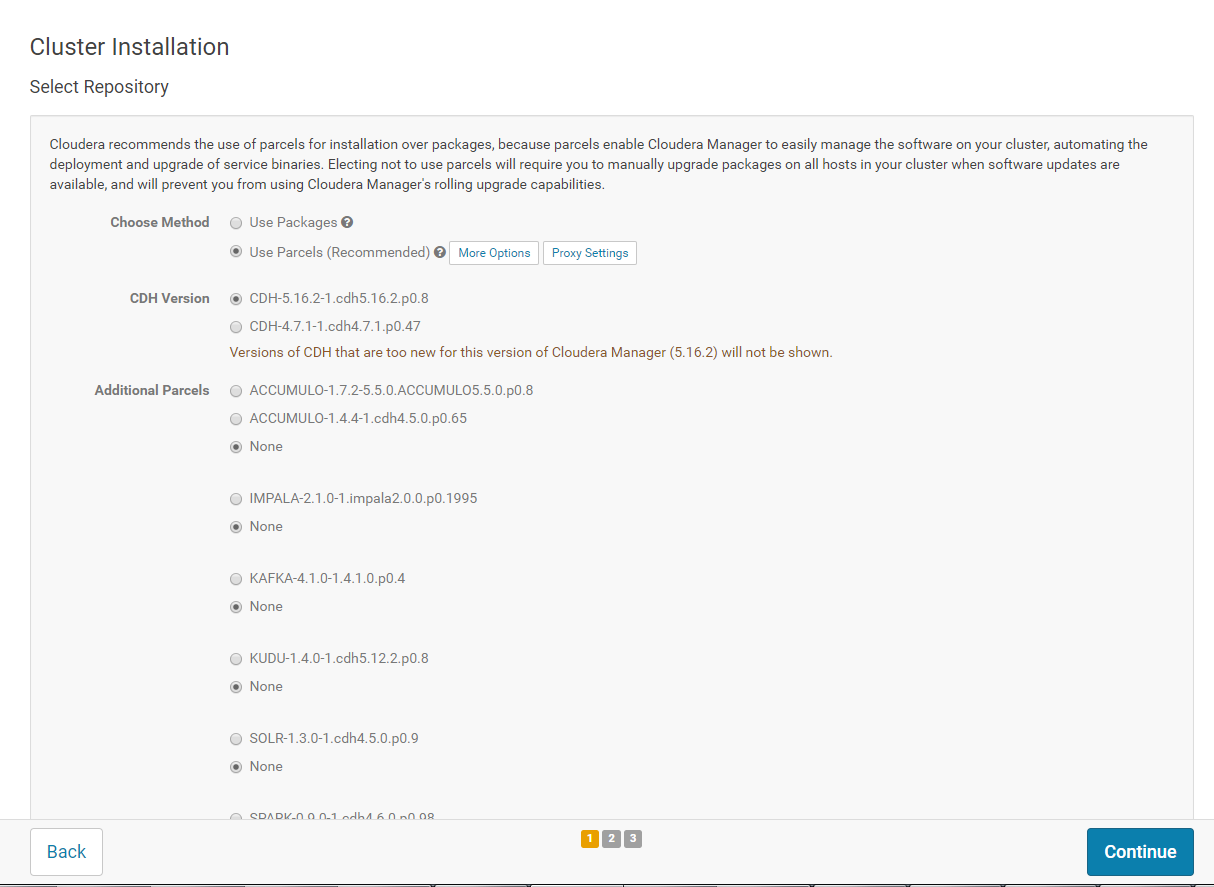 Cluster Installation
Select Repository
Cloudera recommends the use of parcels for installation over packages, because parcels enable Cloudera Manager to easily manage the software on your cluster, automating the
deployment and upgrade of service binaries. Electing not to use parcels will require you to manually upgrade packages on all hosts in your cluster when software updates are
available, and will prevent you from using Cloudera Manager's rolling upgrade capabilities.
Choose Method Use Packages ?
Use Parcels (Recommended) ? More Options Proxy Settings
CDH Version CDH-5.16.2-1.cdh5.16.2.p0.8
CDH-4.7.1-1.cdh4.7.1.p0.47
Versions of CDH that are too new for this version of Cloudera Manager (5.16.2) will not be shown.
Additional Parcels ACCUMULO-1.7.2-5.5.0.ACCUMULO5.5.0.p0.8
ACCUMULO-1.4.4-1.cdh4.5.0.p0.65
None
IMPALA-2.1.0-1.impala2.0.0.p0.1995
None
KAFKA-4.1.0-1.4.1.0.p0.4
None
KUDU-1.4.0-1.cdh5.12.2.p0.8
None
SOLR-1.3.0-1.cdh4.5.0.p0.9
None
SPARK-0.9.0-1.cdh4.6.0.p0.98
Back 1 2 3 Continue